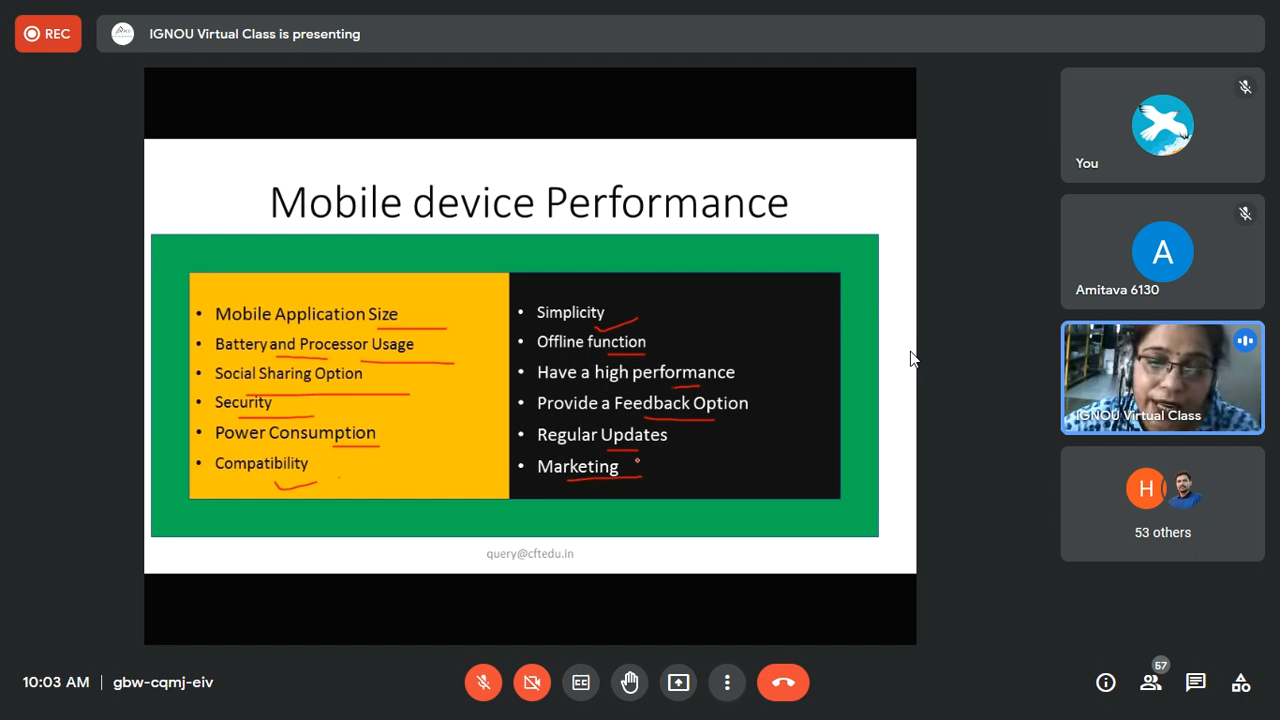 REC
IGNOU Virtual Class is presenting
Mobile device Performance
• Mobile Application Size
• Battery and Processor Usage
• Social Sharing Option
• Security
• Power Consumption
• Compatibility
• Simplicity
• Offline function
• Have a high performance
• Provide a Feedback Option
• Regular Updates
• Marketing
query@cftedu.in
You
A
Amitava 6130
IGNOU Virtual Class
H
53 others
10:03 AM | gbw-cqmj-eiv
CC
57